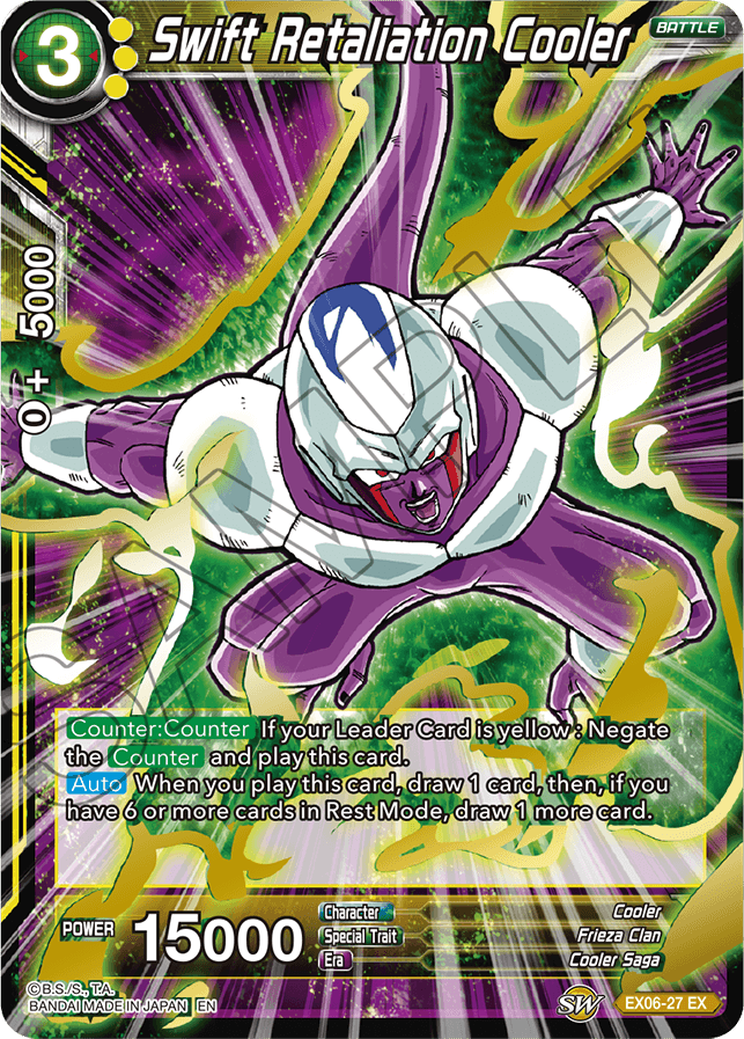 3
Swift Retaliation Cooler
BATTLE
0 + 5000
SAMPLE
Counter:Counter If your Leader Card is yellow : Negate
the Counter and play this card.
Auto When you play this card, draw 1 card, then, if you
have 6 or more cards in Rest Mode, draw 1 more card.
POWER 15000
Character Cooler
Special Trait Frieza Clan
Era Cooler Saga
©B.S./S., T.A.
BANDAI MADE IN JAPAN EN
SW
EX06-27 EX